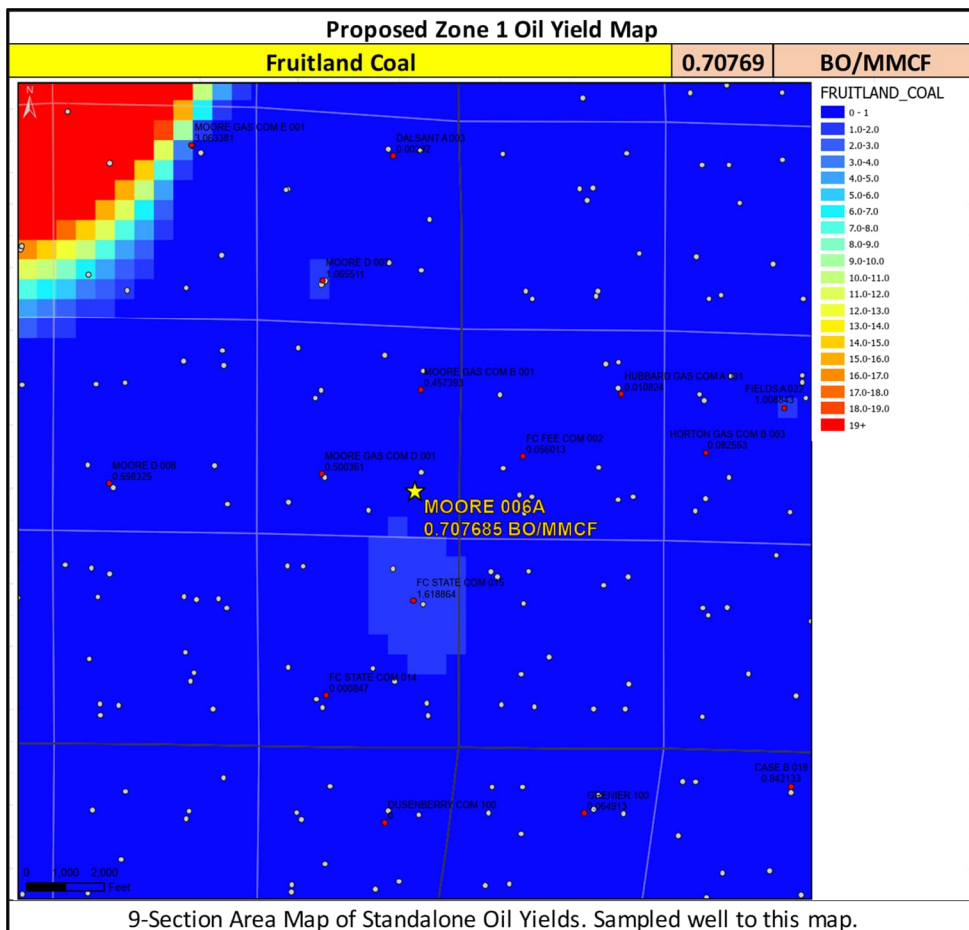 Proposed Zone 1 Oil Yield Map
Fruitland Coal 0.70769 BO/MMCF
N
FRUITLAND_COAL
0 - 1
1.0-2.0
2.0-3.0
3.0-4.0
4.0-5.0
5.0-6.0
6.0-7.0
7.0-8.0
8.0-9.0
9.0-10.0
10.0-11.0
11.0-12.0
12.0-13.0
13.0-14.0
14.0-15.0
15.0-16.0
16.0-17.0
17.0-18.0
18.0-19.0
19+
MOORE GAS COM E 001
3.063381
DALSANT A 003
MOORE D
1.065511
MOORE GAS COM B 001
0.457393
HUBBARD GAS COM A
0.010824
FIELDS A 022
1.008843
MOORE D 008
0.598325
MOORE GAS COM D 001
0.500361
FC FEE COM 002
0.056013
HORTON GAS COM B 003
0.082553
MOORE 006A
0.707685 BO/MMCF
FC STATE COM 015
1.618864
FC STATE COM 014
0.000847
DUSENBERRY COM 100
GRENIER 100
0.064913
CASE B 019
0.842133
0 1,000 2,000
Feet
9-Section Area Map of Standalone Oil Yields. Sampled well to this map.